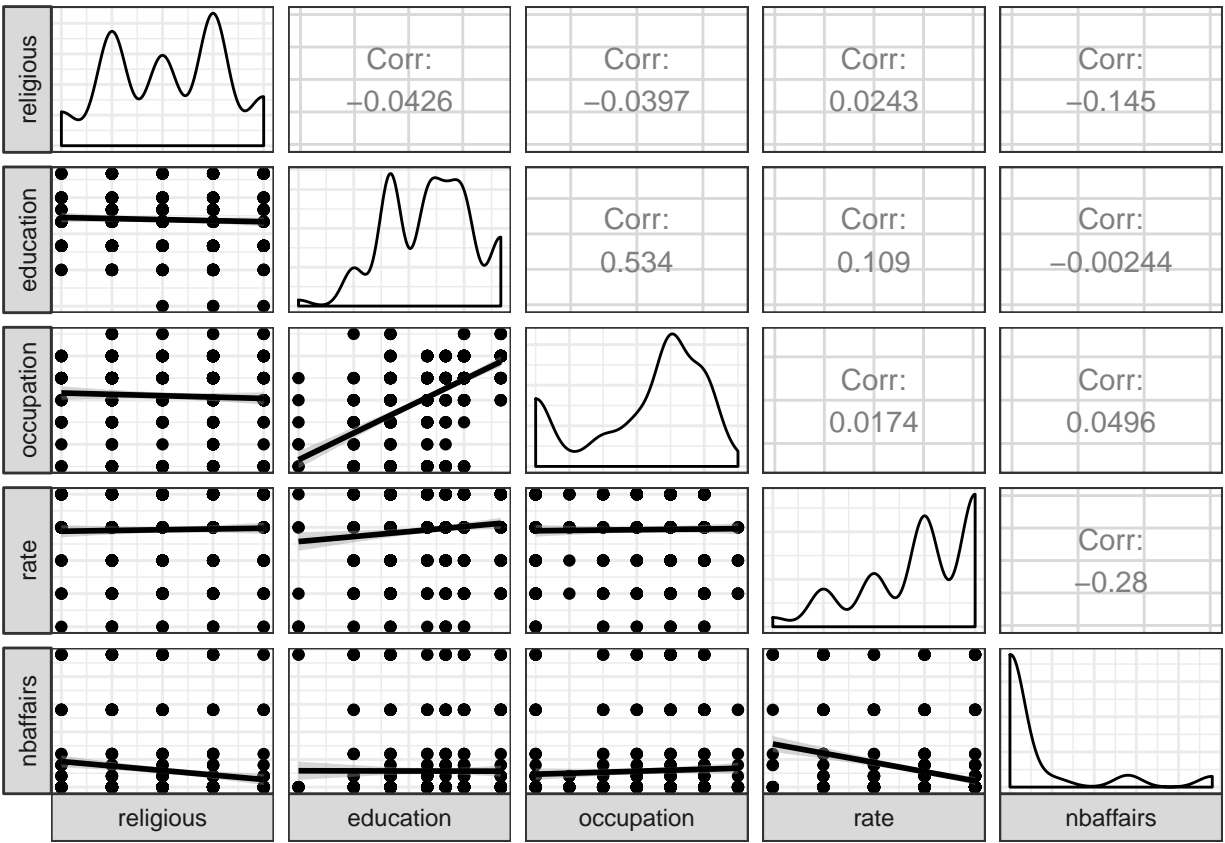 religious
Corr:
−0.0426
Corr:
−0.0397
Corr:
0.0243
Corr:
−0.145
education
Corr:
0.534
Corr:
0.109
Corr:
−0.00244
occupation
Corr:
0.0174
Corr:
0.0496
rate
Corr:
−0.28
nbaffairs
religious
education
occupation
rate
nbaffairs